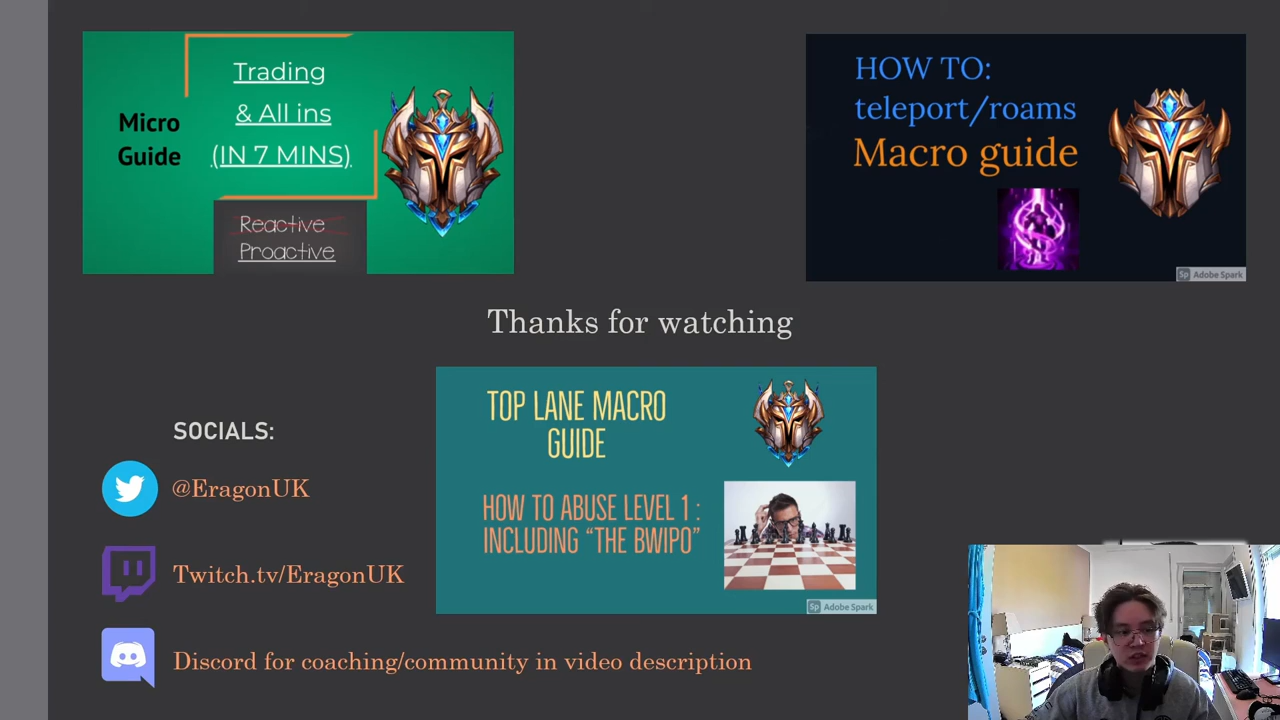 Micro
Guide
Trading
& All ins
(IN 7 MINS)
Reactive
Proactive
HOW TO:
teleport/roams
Macro guide
Sp Adobe Spark
Thanks for watching
TOP LANE MACRO
GUIDE
HOW TO ABUSE LEVEL 1 :
INCLUDING “THE BWIPO”
Sp Adobe Spark
SOCIALS:
@EragonUK
Twitch.tv/EragonUK
Discord for coaching/community in video description